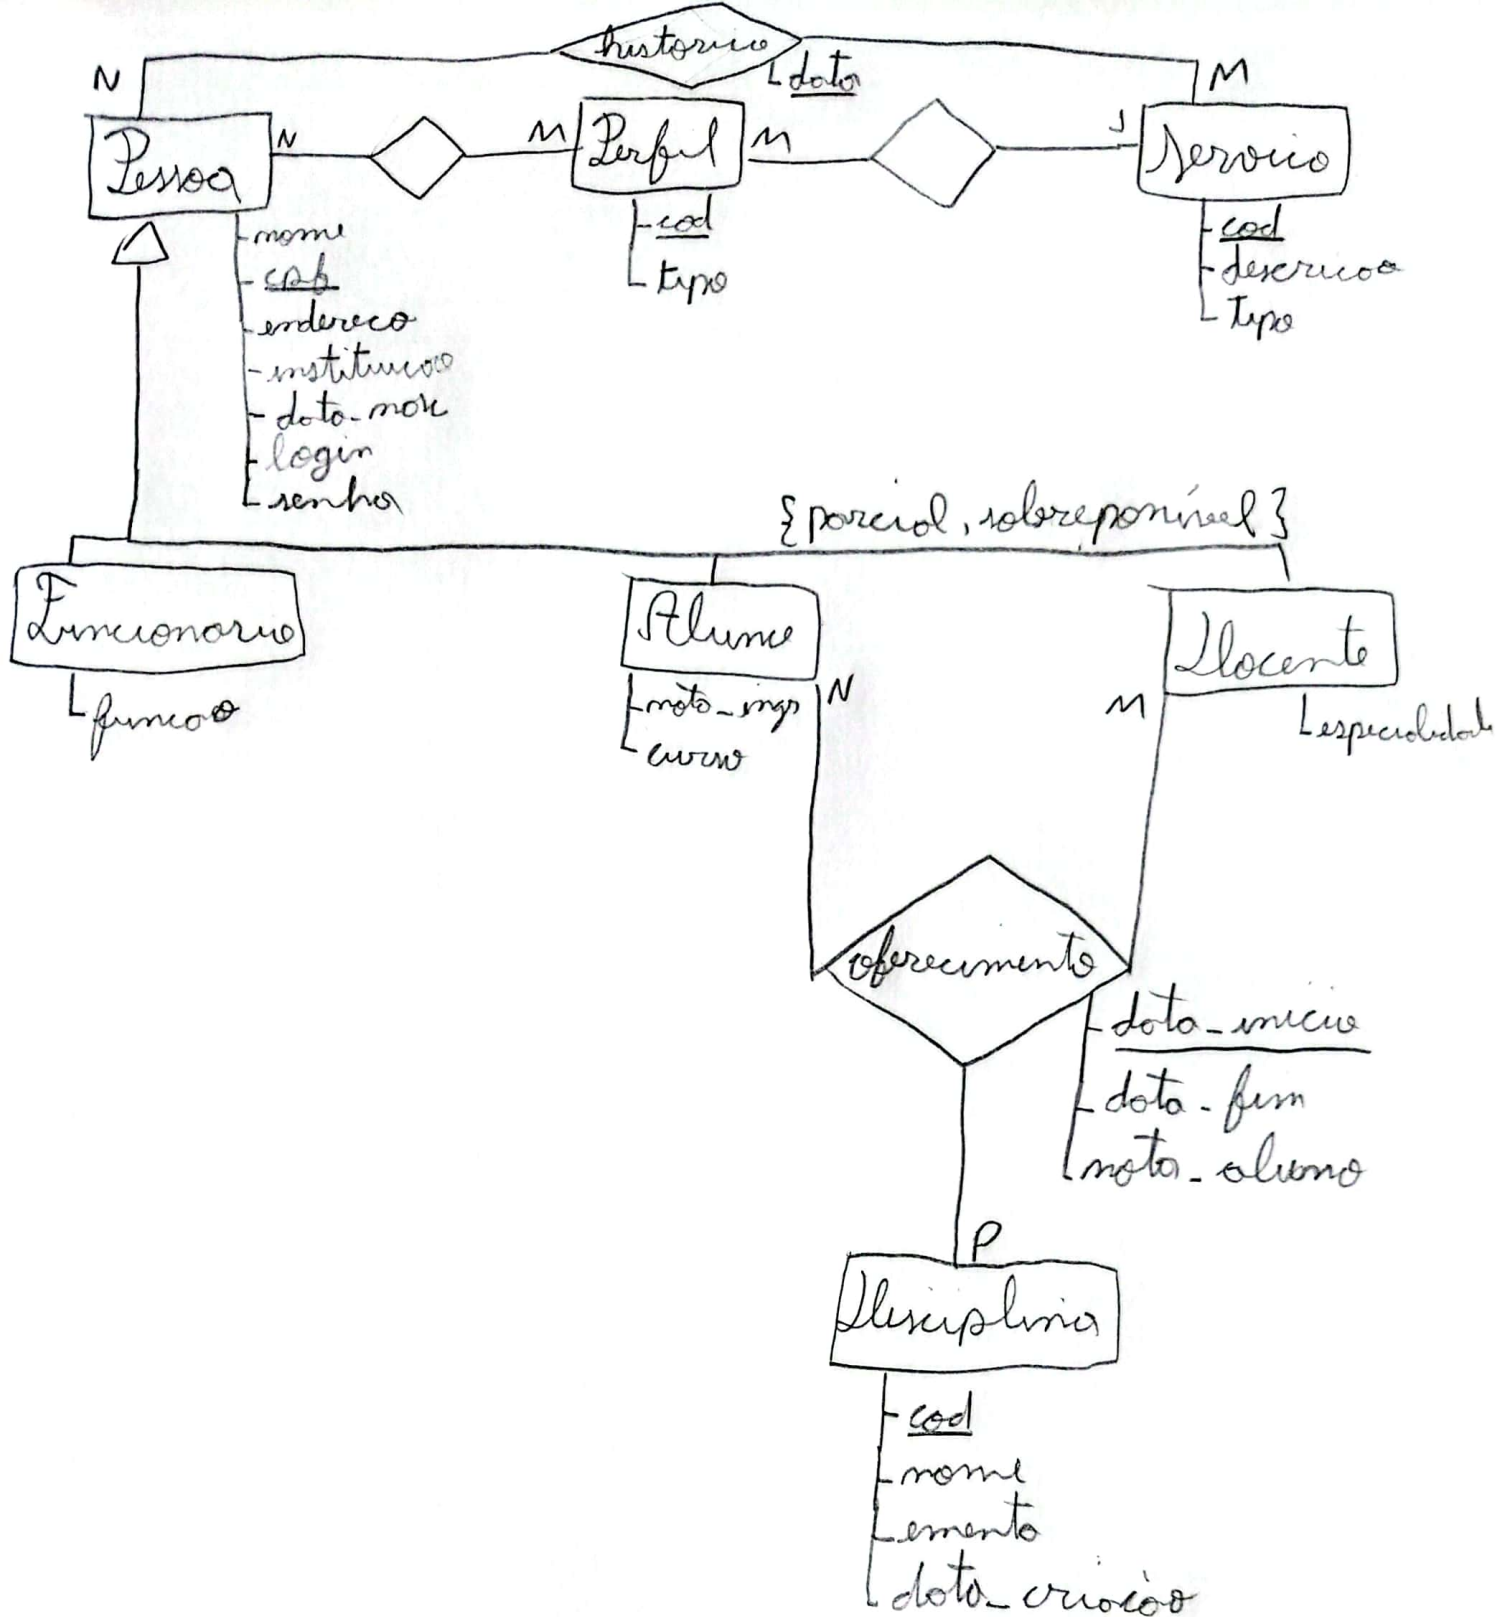 historico
N
data
M
Pessoa
N
M
Perfil
M
1
servico
nome
cpf
endereco
instituicao
data_nasc
login
senha
cod
tipo
cod
descricao
tipo
{parcial, sobreponível}
Funcionario
Aluno
Docente
funcao
nota_ingr
curso
N
M
especialidade
oferecimento
data_inicio
data_fim
nota_aluno
P
Disciplina
cod
nome
ementa
data_criacão